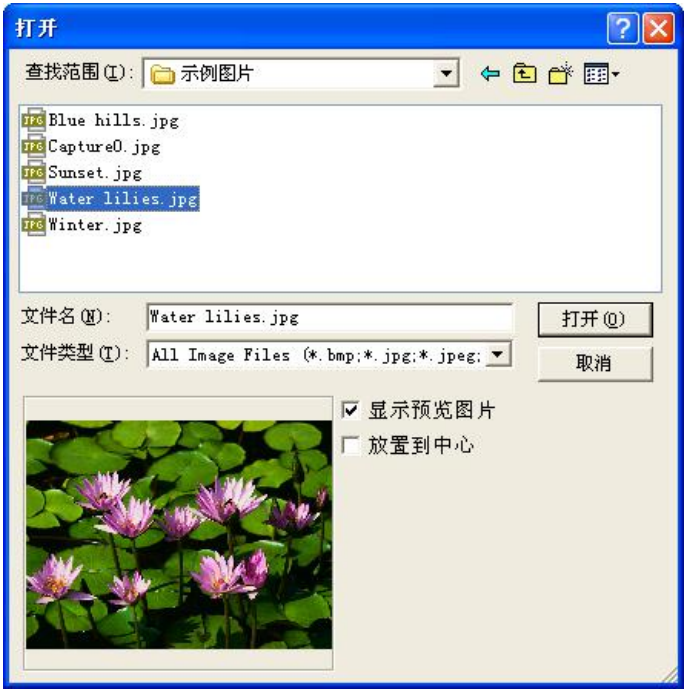 打开
查找范围(I): 示例图片
Blue hills.jpg
Capture0.jpg
Sunset.jpg
Water lilies.jpg
Winter.jpg
文件名(N): Water lilies.jpg 打开(O)
文件类型(T): All Image Files (*.bmp;*.jpg;*.jpeg; 取消
显示预览图片
放置到中心